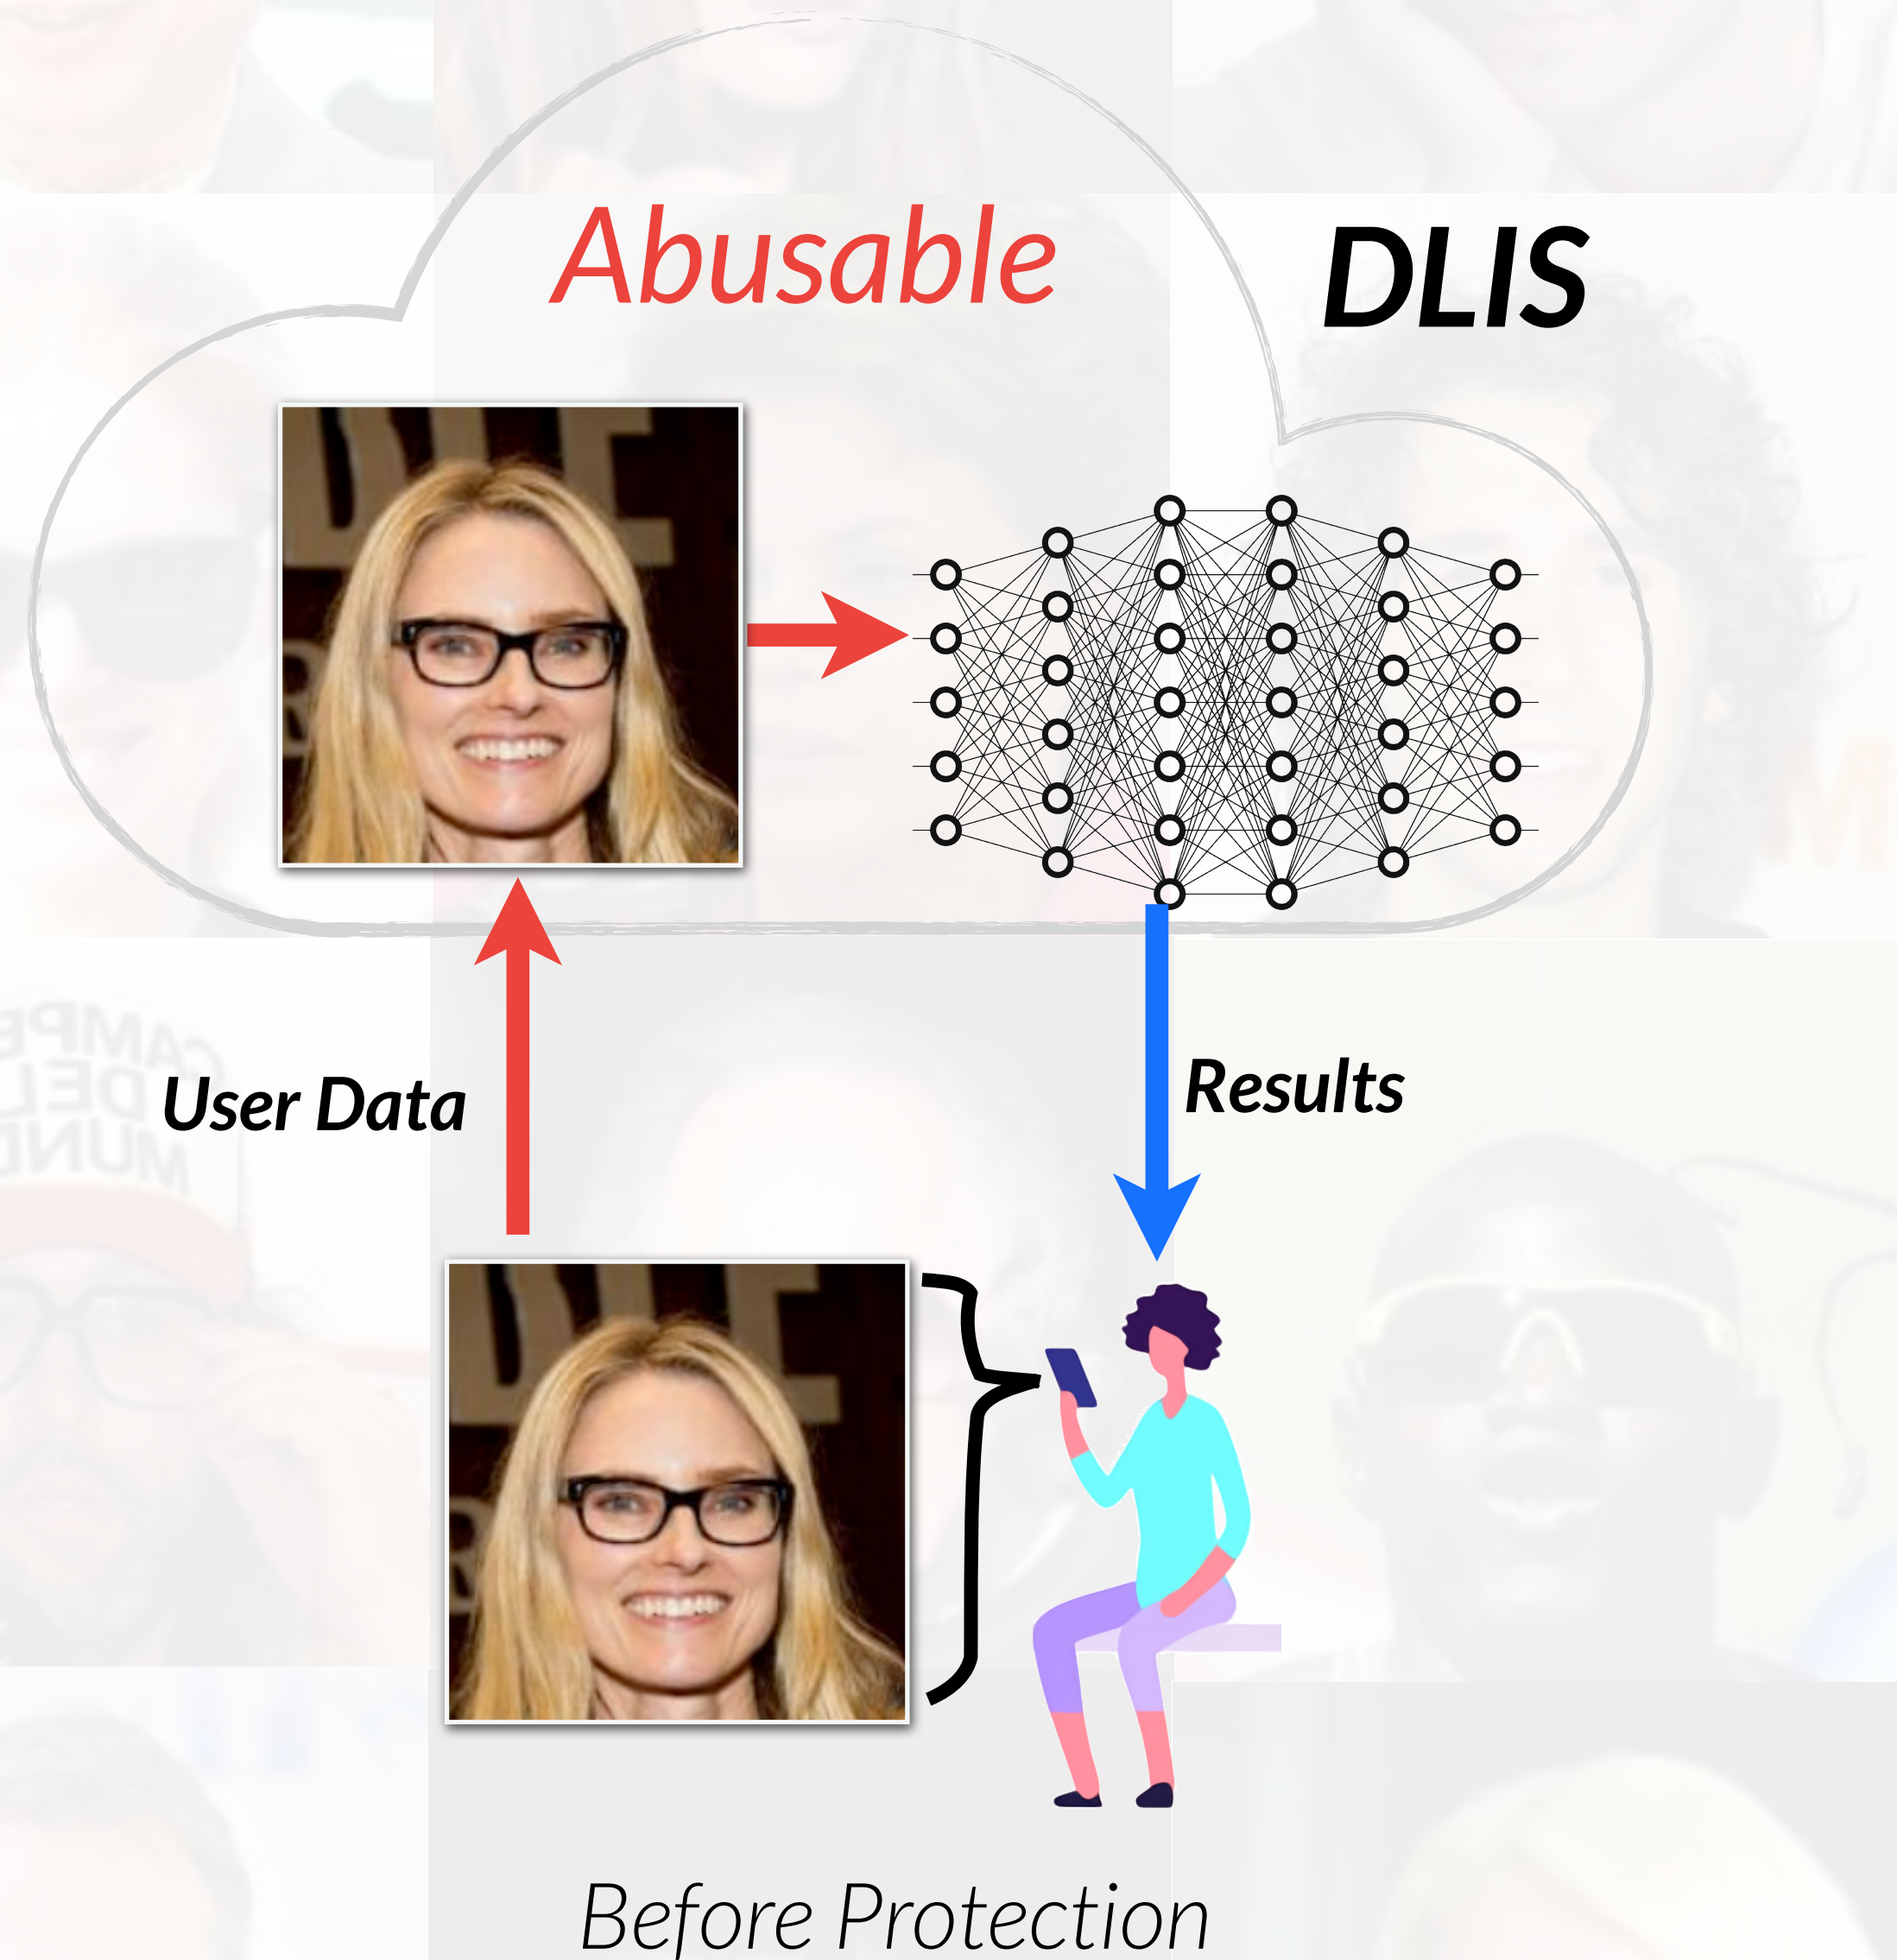 Abusable
DLIS
User Data
Results
Before Protection